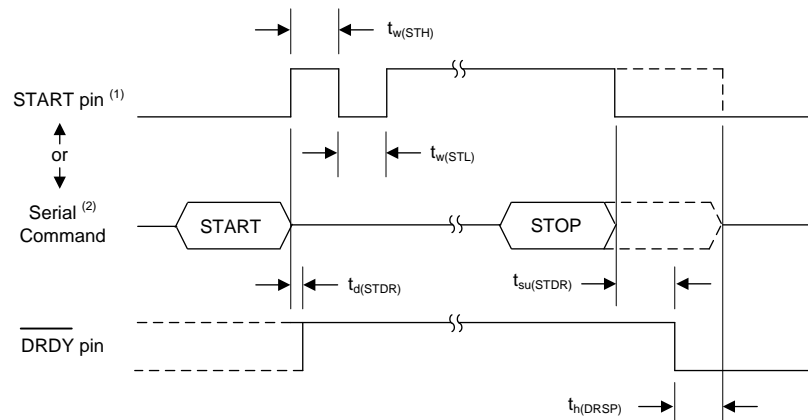 tw(STH)
START pin (1)
or
tw(STL)
Serial (2)
Command
START
STOP
td(STDR)
tsu(STDR)
DRDY pin
th(DRSP)